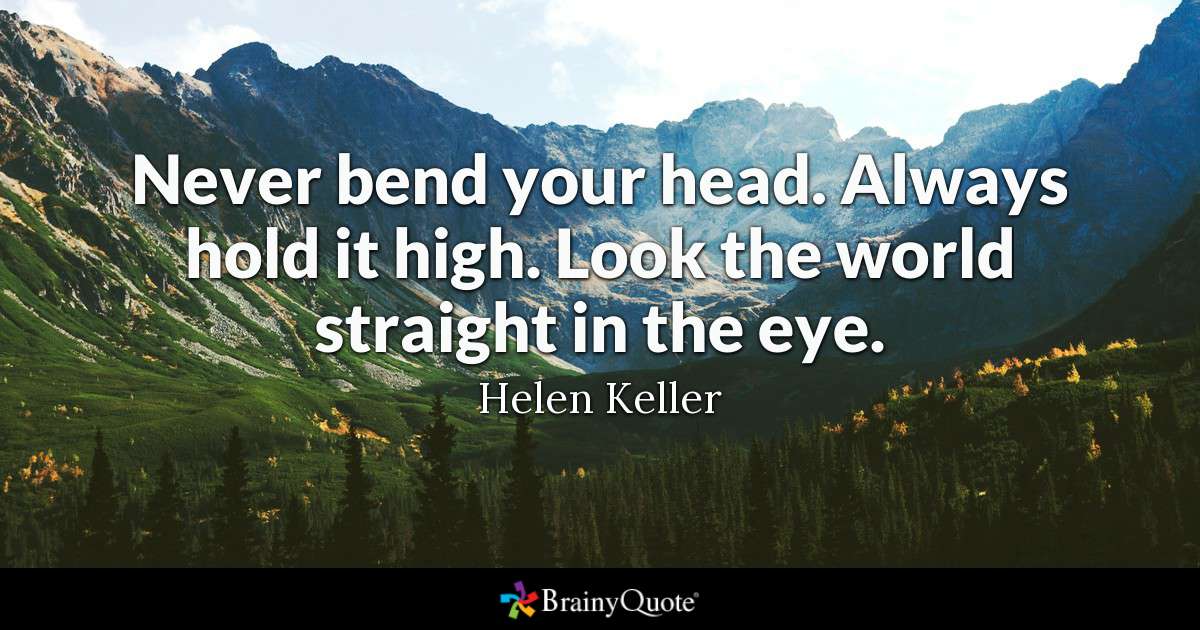 Never bend your head. Always
hold it high. Look the world
straight in the eye.
Helen Keller
BrainyQuote®